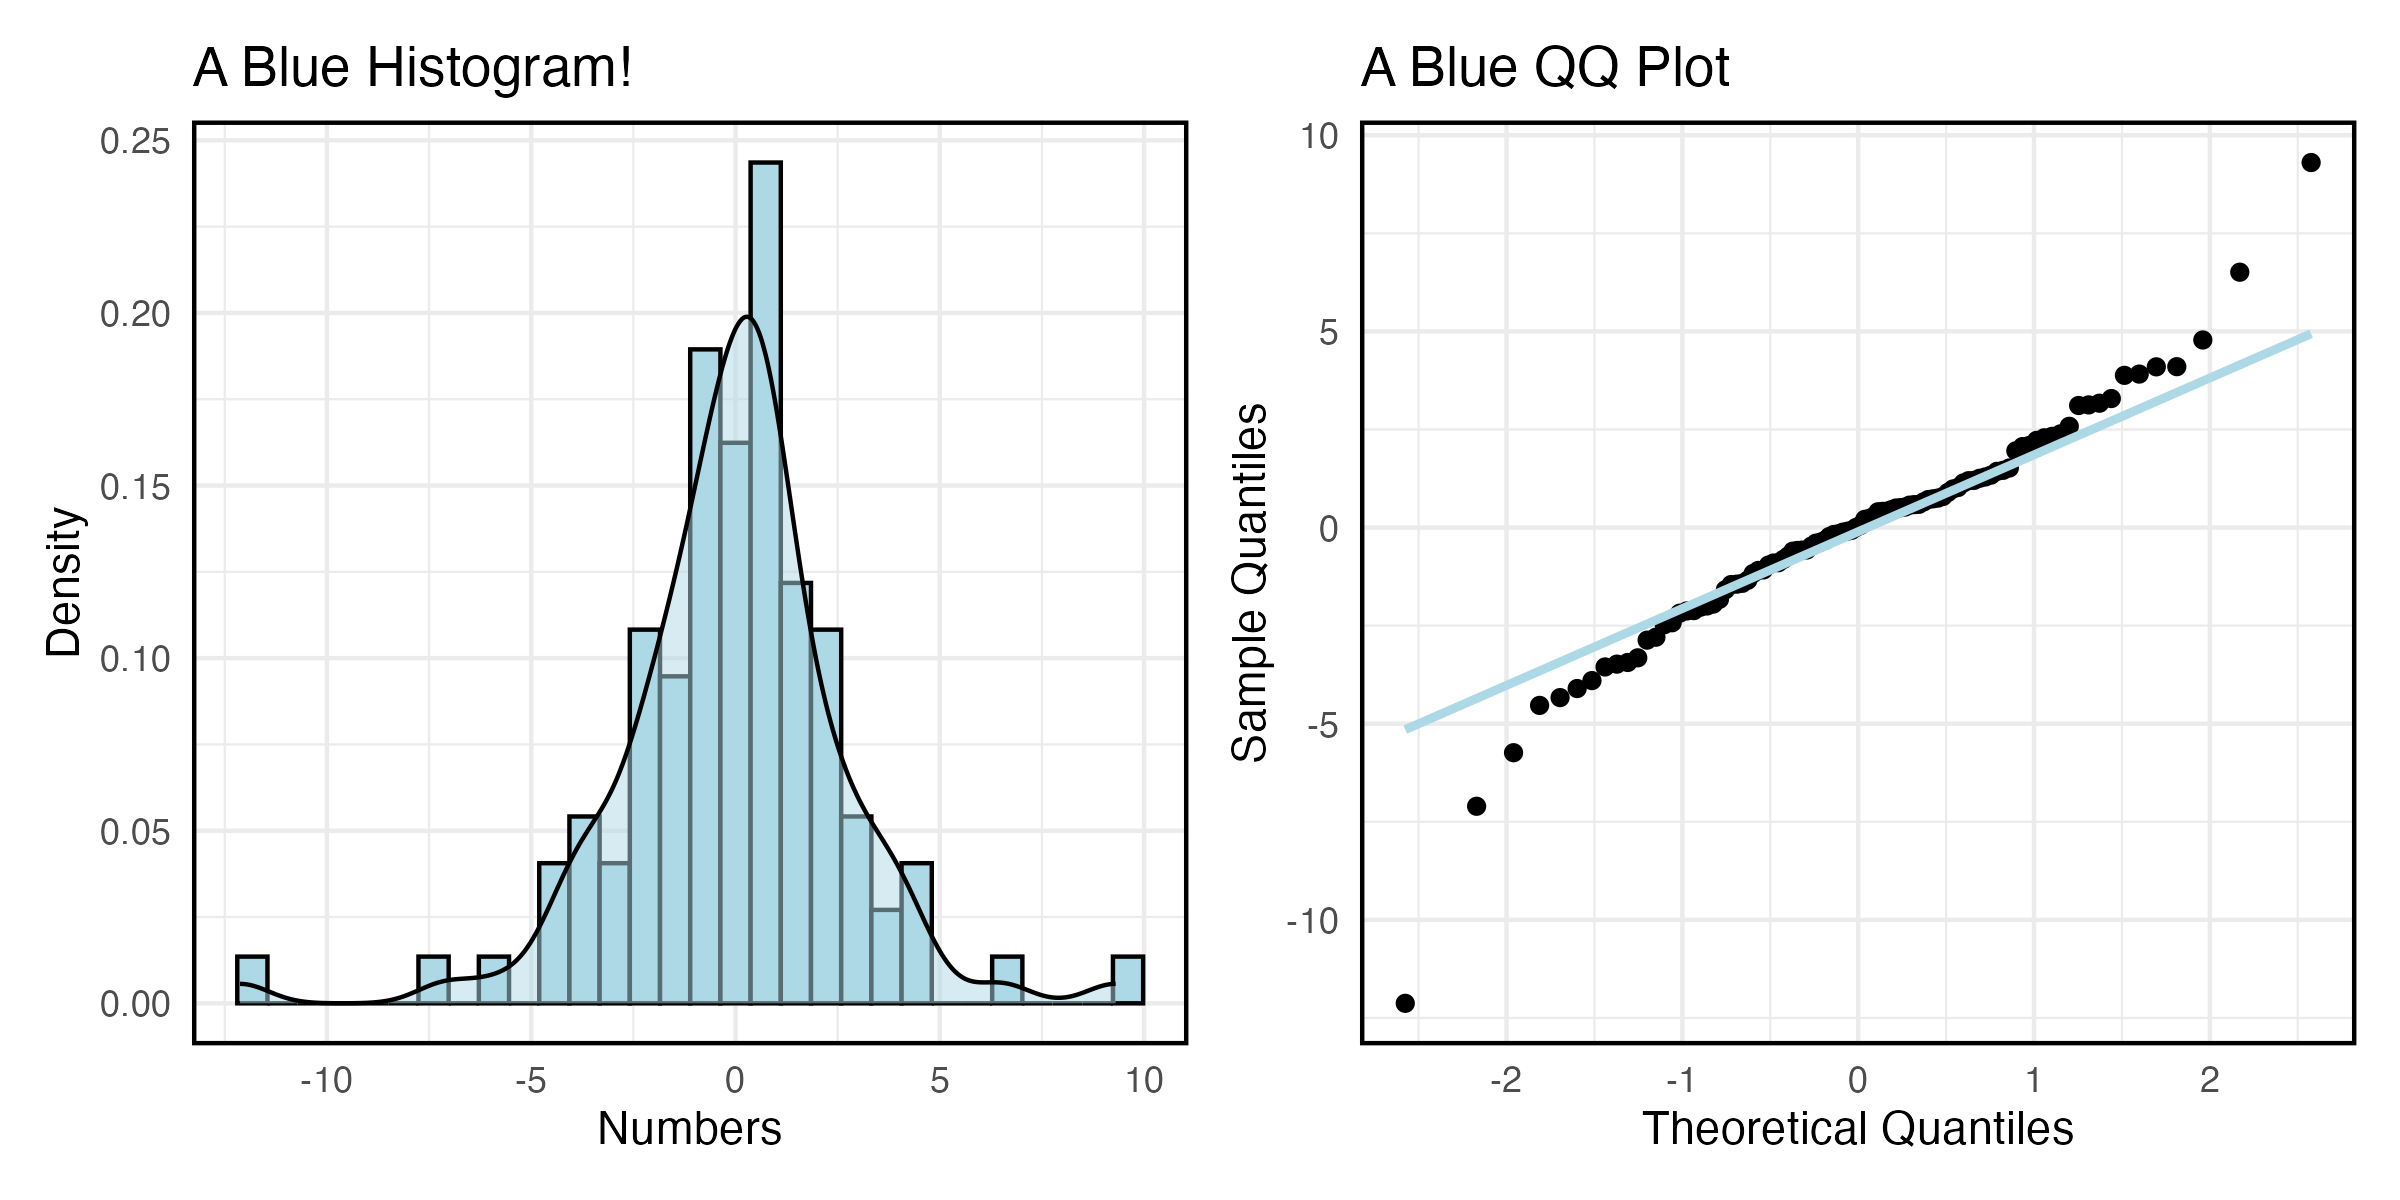 A Blue Histogram!
0.25
0.20
0.15
0.10
0.05
0.00
Density
-10 -5 0 5 10
Numbers
A Blue QQ Plot
10
5
0
-5
-10
Sample Quantiles
-2 -1 0 1 2
Theoretical Quantiles